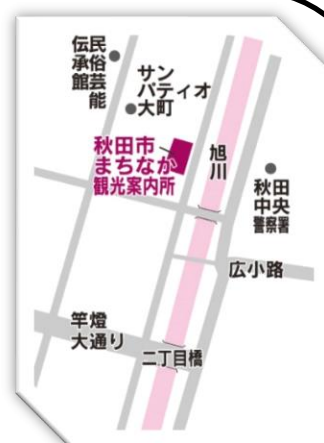 民俗芸能
伝承館
サン
パティオ
大町
秋田市
まちなか
観光案内所
旭川
秋田
中央
警察署
広小路
竿燈
大通り
二丁目橋